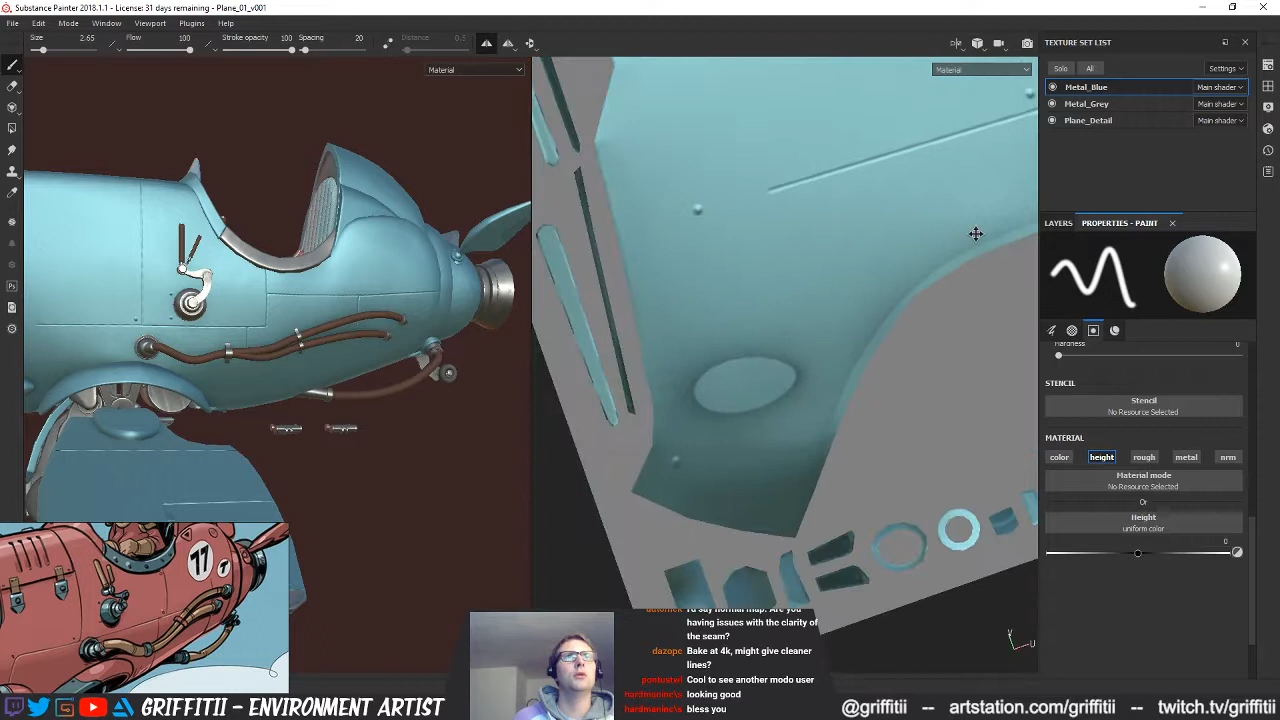 Substance Painter 2018.1.1 - License: 31 days remaining - Plane_01_v001
File Edit Mode Window Viewport Plugins Help
Size 2.65 Flow 100 Stroke opacity 100 Spacing 20 Distance 0.5
Material
Material
TEXTURE SET LIST
Solo All Settings
Metal_Blue Main shader
Metal_Grey Main shader
Plane_Detail Main shader
LAYERS PROPERTIES - PAINT
Hardness 0
STENCIL
Stencil
No Resource Selected
MATERIAL
color height rough metal nrm
Material mode
No Resource Selected
Or
Height
uniform color
0
Ps
17
U
I'd say normal map. Are you
having issues with the clarity of
the seam?
dazopc Bake at 4k, might give cleaner
lines?
Cool to see another modo user
looking good
bless you
GRIFFITII - ENVIRONMENT ARTIST
@griffitii -- artstation.com/griffitii -- twitch.tv/griffitii